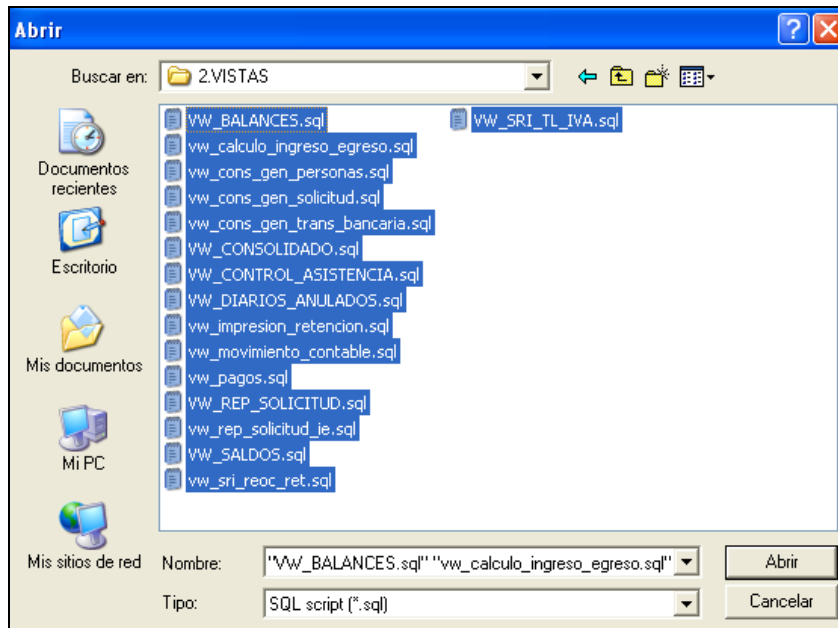 Abrir
Buscar en:
2.VISTAS
Documentos
recientes
Escritorio
Mis documentos
Mi PC
Mis sitios de red
VW_BALANCES.sql
vw_calculo_ingreso_egreso.sql
vw_cons_gen_personas.sql
vw_cons_gen_solicitud.sql
vw_cons_gen_trans_bancaria.sql
VW_CONSOLIDADO.sql
VW_CONTROL_ASISTENCIA.sql
VW_DIARIOS_ANULADOS.sql
vw_impresion_retencion.sql
vw_movimiento_contable.sql
vw_pagos.sql
VW_REP_SOLICITUD.sql
vw_rep_solicitud_ie.sql
VW_SALDOS.sql
vw_sri_reoc_ret.sql
VW_SRI_TL_IVA.sql
Nombre:
"VW_BALANCES.sql" "vw_calculo_ingreso_egreso.sql"
Abrir
Tipo:
SQL script (*.sql)
Cancelar